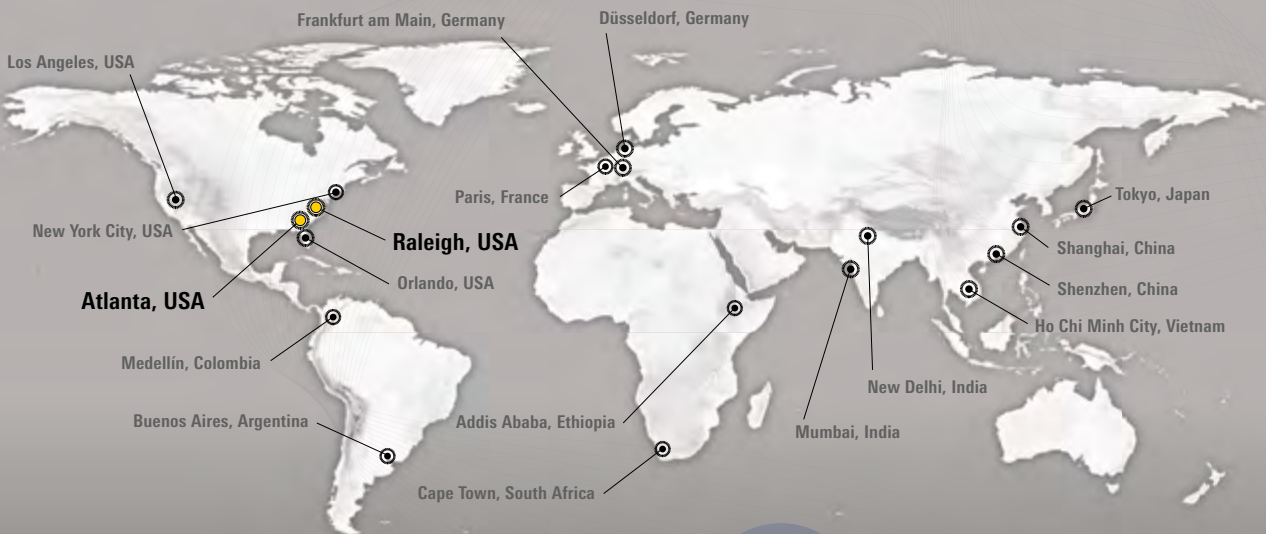 Frankfurt am Main, Germany
Düsseldorf, Germany
Los Angeles, USA
Paris, France
Tokyo, Japan
New York City, USA
Raleigh, USA
Shanghai, China
Orlando, USA
Shenzhen, China
Atlanta, USA
Ho Chi Minh City, Vietnam
Medellín, Colombia
New Delhi, India
Buenos Aires, Argentina
Addis Ababa, Ethiopia
Mumbai, India
Cape Town, South Africa